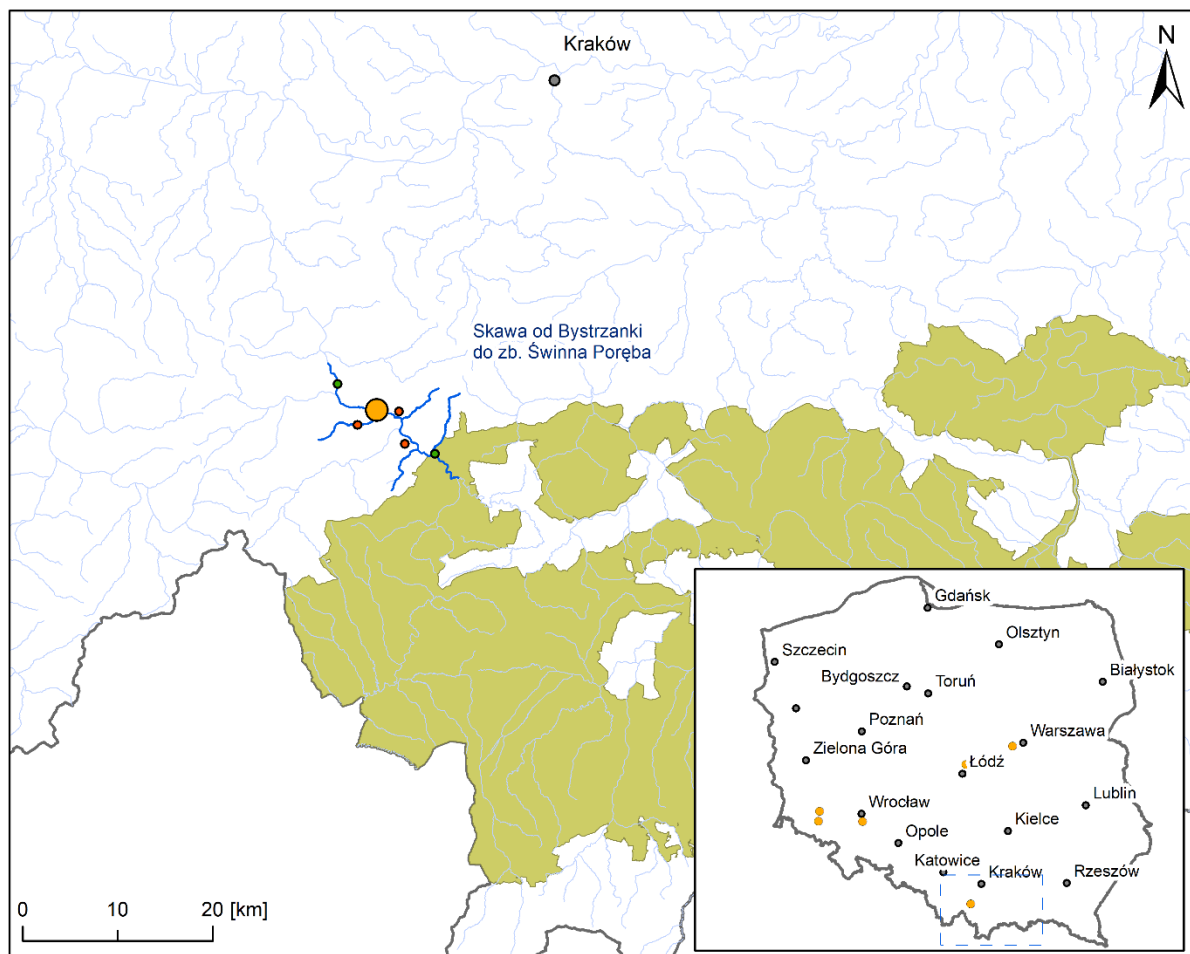 Kraków
N
Skawa od Bystrzanki
do zb. Świnna Poręba
Gdańsk
Olsztyn
Szczecin
Białystok
Bydgoszcz
Toruń
Poznań
Warszawa
Zielona Góra
Łódź
Lublin
Wrocław
Kielce
Opole
Katowice
Kraków
Rzeszów
0 10 20 [km]